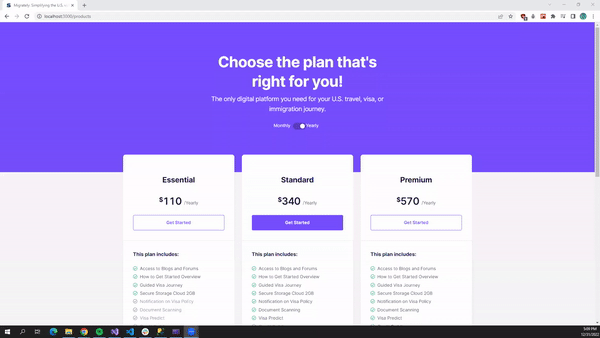 Migrately: Simplifying the U.S.
localhost:3000/products
Choose the plan that's
right for you!
The only digital platform you need for your U.S. travel, visa, or
immigration journey.
Monthly Yearly
Essential
$110 /Yearly
Get Started
This plan includes:
Access to Blogs and Forums
How to Get Started Overview
Guided Visa Journey
Secure Storage Cloud 2GB
Notification on Visa Policy
Document Scanning
Visa Predict
Standard
$340 /Yearly
Get Started
This plan includes:
Access to Blogs and Forums
How to Get Started Overview
Guided Visa Journey
Secure Storage Cloud 2GB
Notification on Visa Policy
Document Scanning
Visa Predict
Premium
$570 /Yearly
Get Started
This plan includes:
Access to Blogs and Forums
How to Get Started Overview
Guided Visa Journey
Secure Storage Cloud 2GB
Notification on Visa Policy
Document Scanning
Visa Predict
5:05 PM
12/31/2022